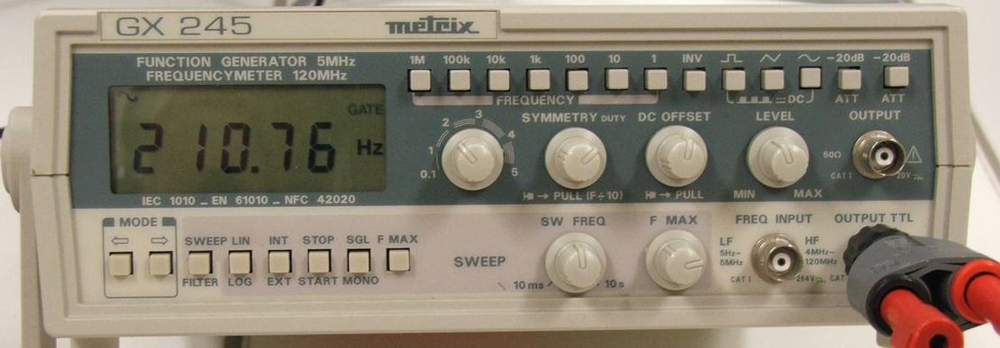 GX 245 metrix
FUNCTION GENERATOR 5MHz
FREQUENCYMETER 120MHz
1M 100k 10k 1k 100 10 1 INV -20dB -20dB
FREQUENCY DC ATT ATT
GATE
210.76 Hz
IEC 1010 _ EN 61010 _ NFC 42020
0.1 1 2 3 4 5
SYMMETRY DUTY DC OFFSET LEVEL OUTPUT
50Ω
CAT I 20V
→ PULL (F÷10) → PULL MIN MAX
MODE
⇦ ⇨ SWEEP LIN INT STOP SGL F MAX
FILTER LOG EXT START MONO
SWEEP
SW FREQ F MAX FREQ INPUT OUTPUT TTL
10 ms 10 s
LF
5Hz-
5MHz
HF
4MHz-
120MHz
CAT I 264V CAT